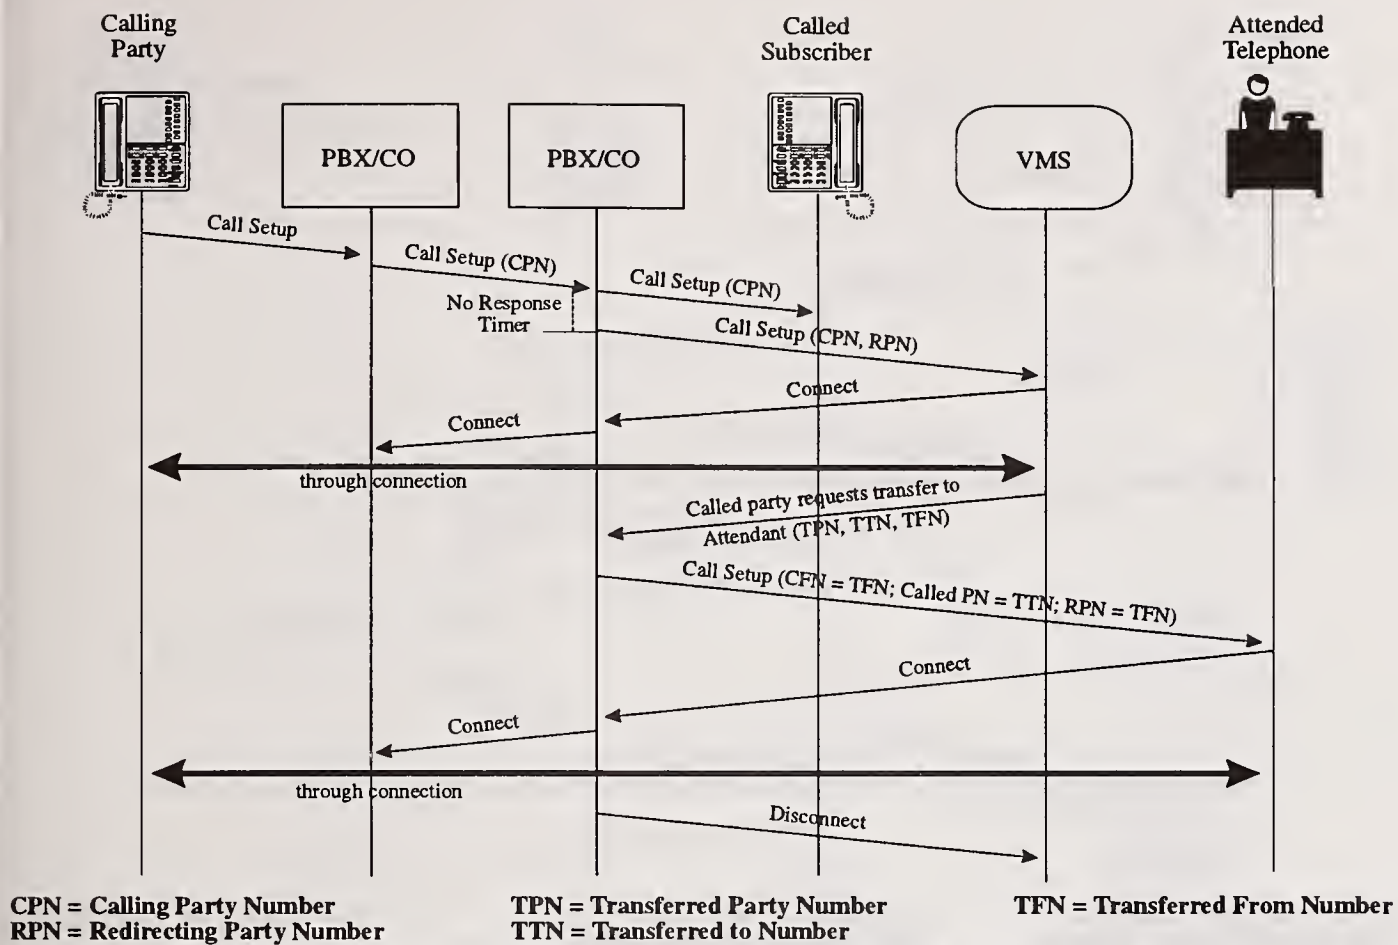 Calling
Party
Called
Subscriber
Attended
Telephone
PBX/CO
PBX/CO
VMS
Call Setup
Call Setup (CPN)
Call Setup (CPN)
No Response
Timer
Call Setup (CPN, RPN)
Connect
Connect
through connection
Called party requests transfer to
Attendant (TPN, TTN, TFN)
Call Setup (CFN = TFN; Called PN = TTN; RPN = TFN)
Connect
Connect
through connection
Disconnect
CPN = Calling Party Number
RPN = Redirecting Party Number
TPN = Transferred Party Number
TTN = Transferred to Number
TFN = Transferred From Number